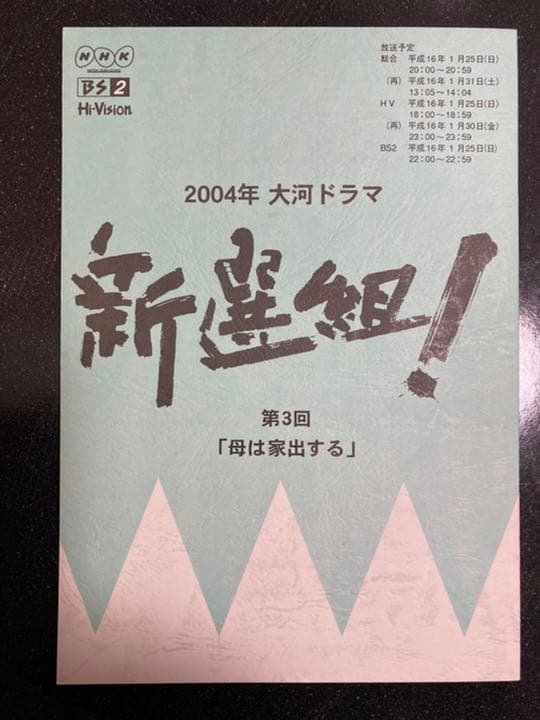 NHK
BS2
Hi-Vision
放送予定
総合 平成16年 1月25日(日)
20:00〜20:59
(再) 平成16年 1月31日(土)
13:05〜14:04
HV 平成16年 1月25日(日)
18:00〜18:59
(再) 平成16年 1月30日(金)
23:00〜23:59
BS2 平成16年 1月25日(日)
22:00〜22:59
2004年 大河ドラマ
新選組!
第3回
「母は家出する」